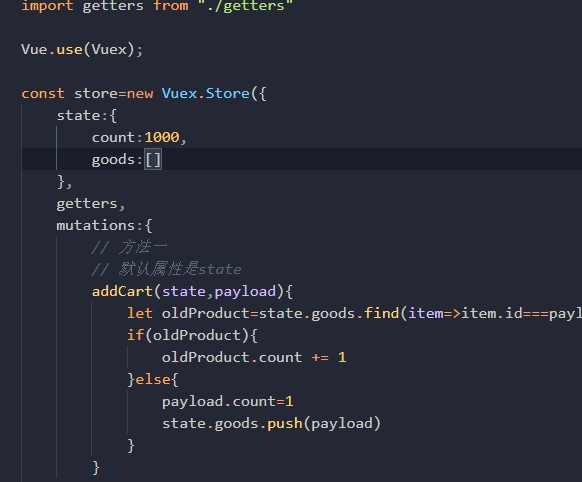 import getters from "./getters"
Vue.use(Vuex);
const store=new Vuex.Store({
state:{
count:1000,
goods:[]
},
getters,
mutations:{
// 方法一
// 默认属性是state
addCart(state,payload){
let oldProduct=state.goods.find(item=>item.id===payl
if(oldProduct){
oldProduct.count += 1
}else{
payload.count=1
state.goods.push(payload)
}
}